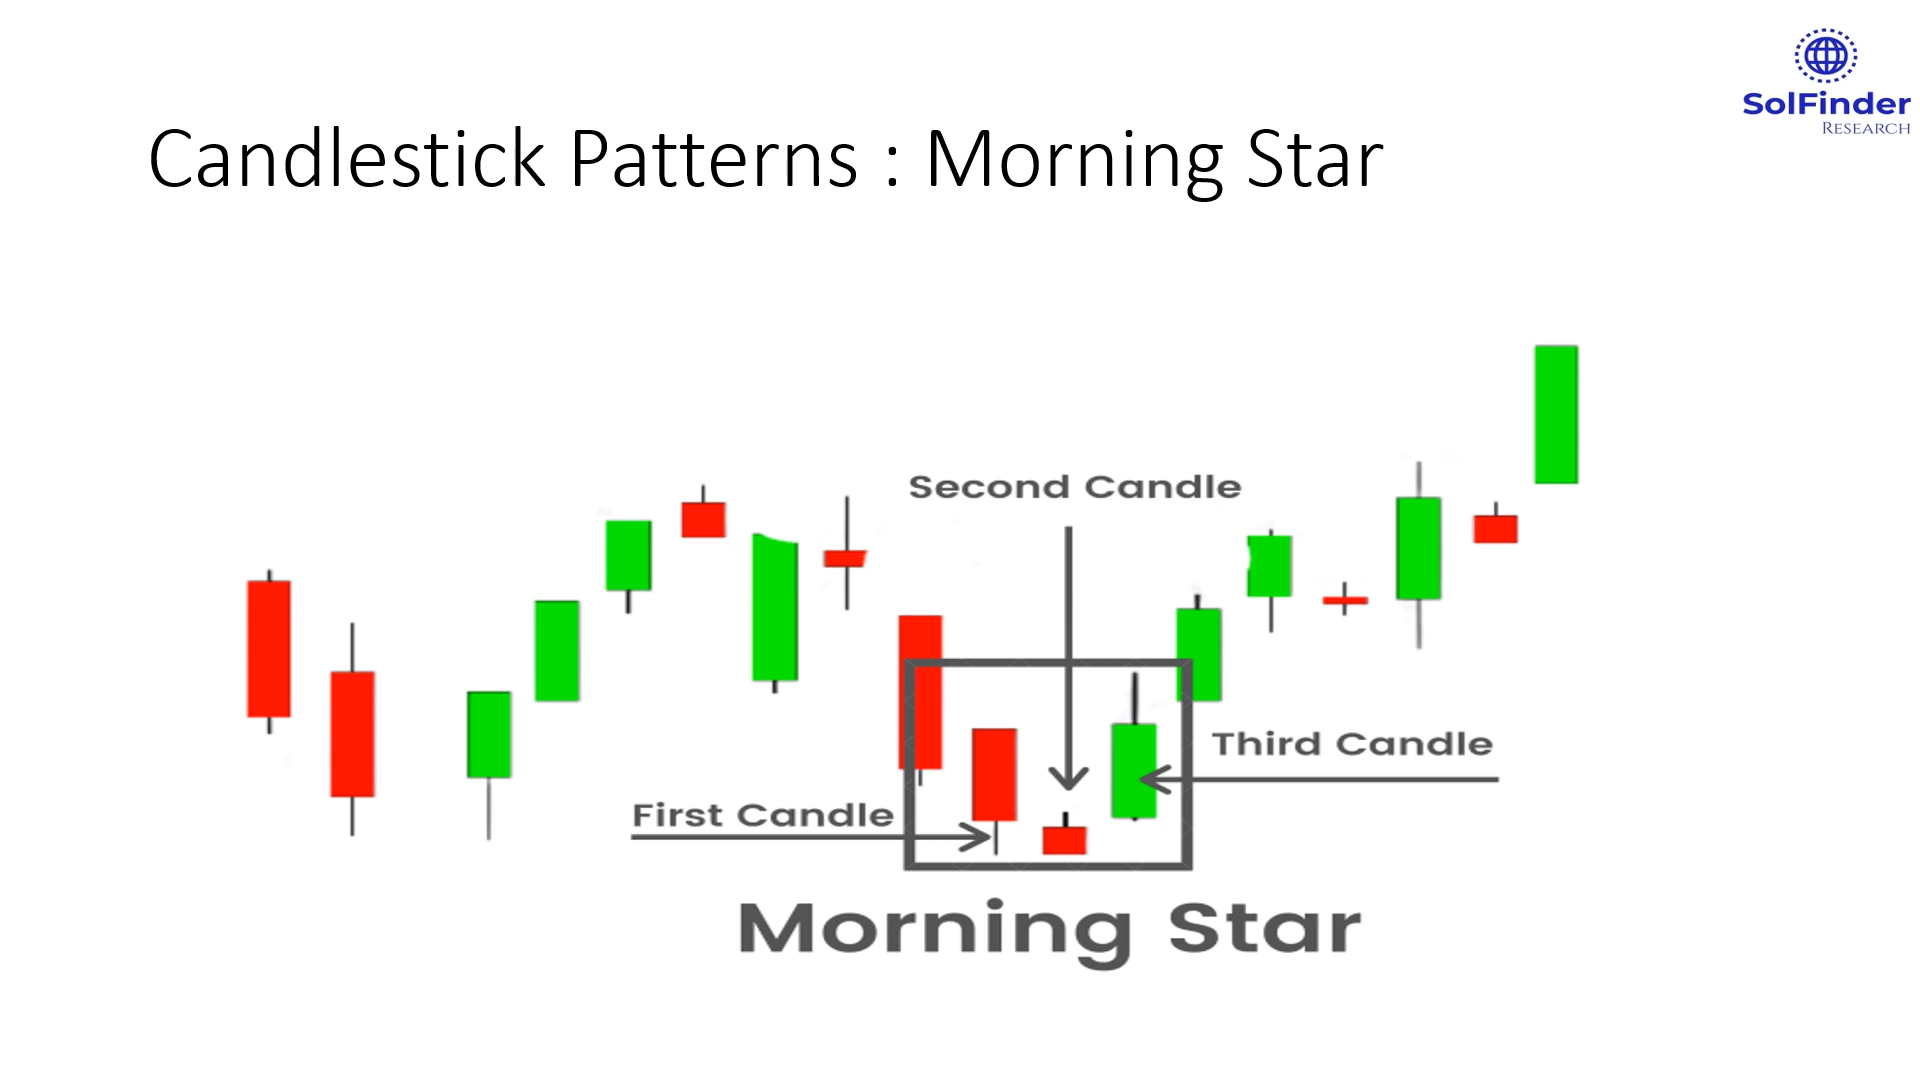 SolFinder
RESEARCH
Candlestick Patterns : Morning Star
Second Candle
Third Candle
First Candle
Morning Star